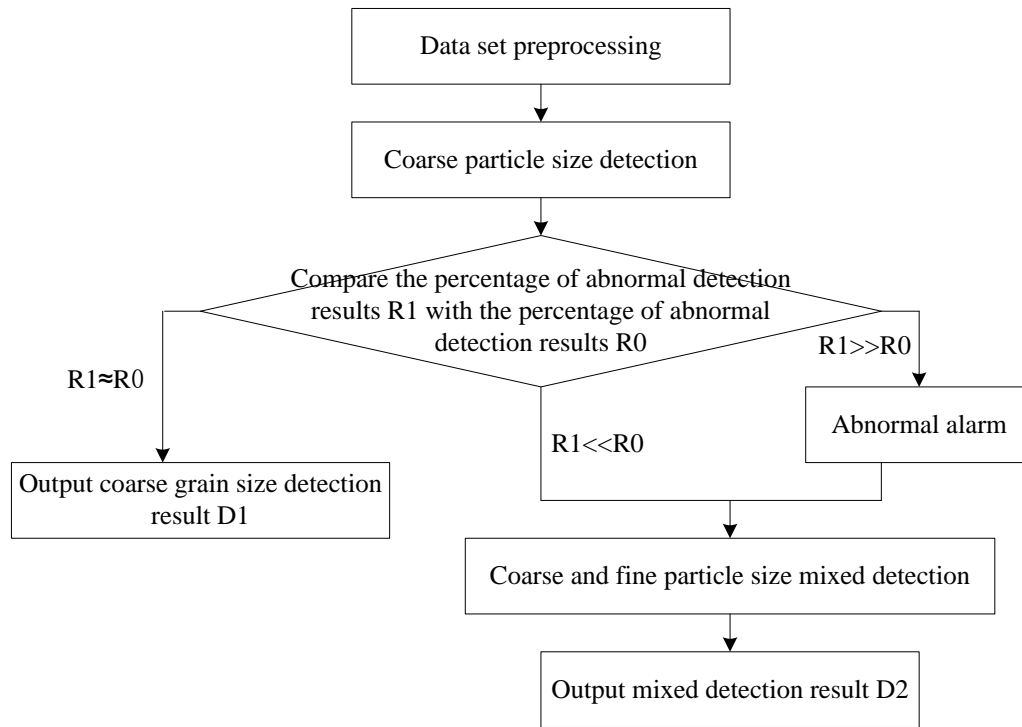 Data set preprocessing
Coarse particle size detection
Compare the percentage of abnormal detection
results R1 with the percentage of abnormal
detection results R0
R1≈R0
R1>>R0
R1<<R0
Abnormal alarm
Output coarse grain size detection
result D1
Coarse and fine particle size mixed detection
Output mixed detection result D2